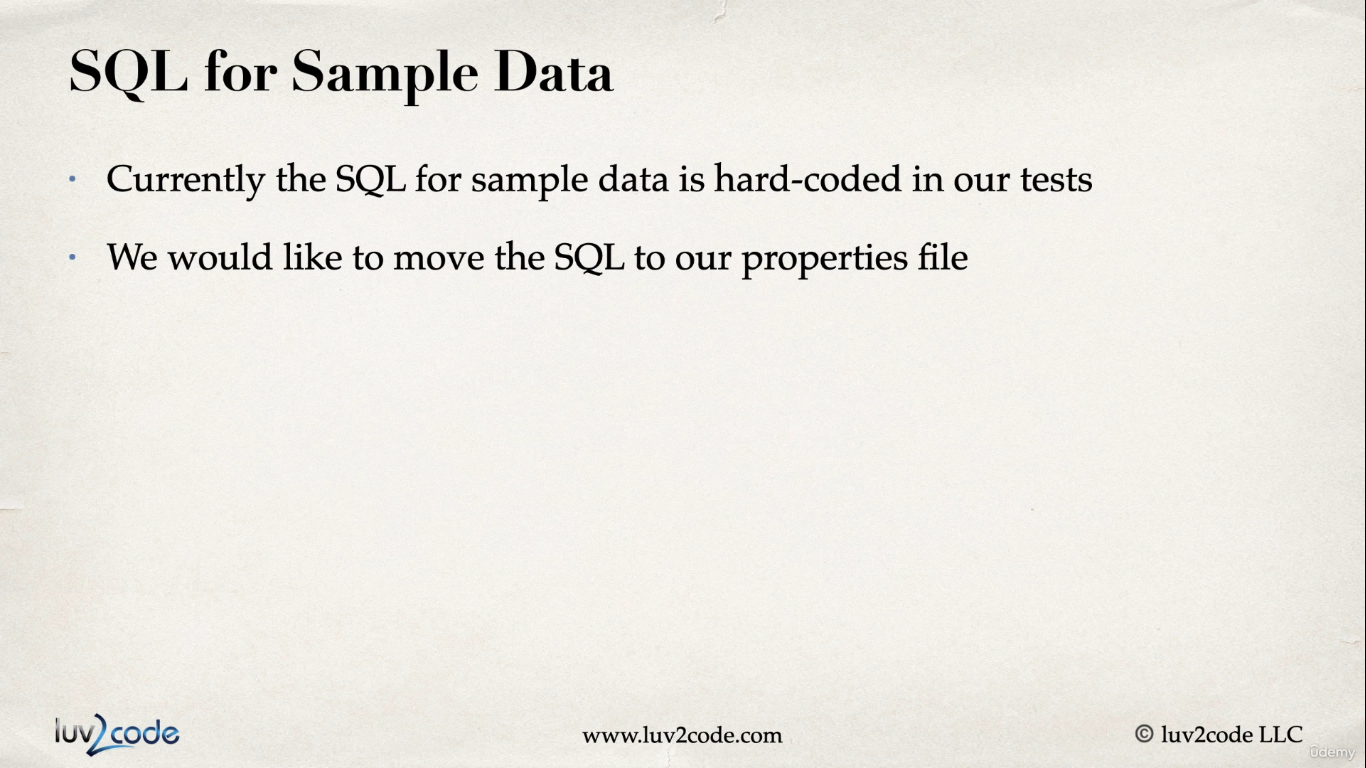 SQL for Sample Data
• Currently the SQL for sample data is hard-coded in our tests
• We would like to move the SQL to our properties file
luv2code
www.luv2code.com
© luv2code LLC
ûdemy